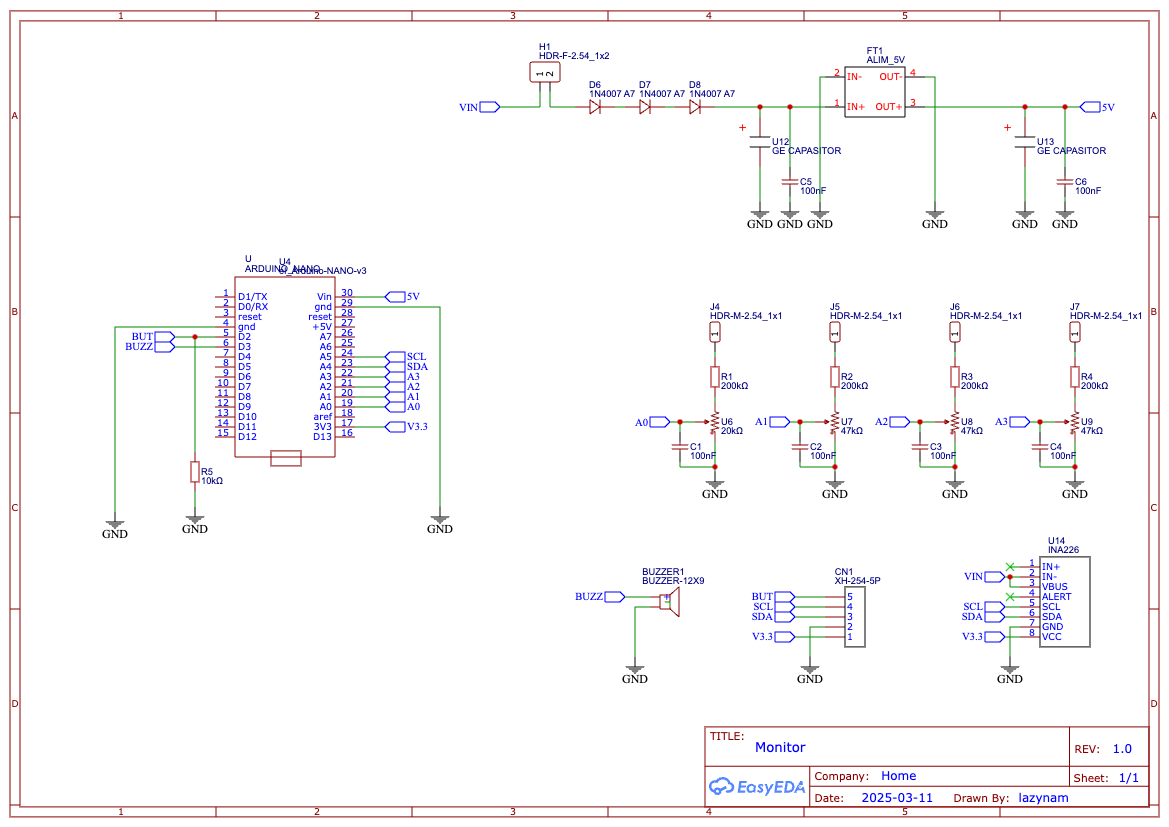 1 2 3 4 5
A A
B B
C C
D D
1 2 3 4 5
H1
HDR-F-2.54_1x2
1 2
VIN
D6
1N4007 A7
D7
1N4007 A7
D8
1N4007 A7
FT1
ALIM_5V
2 IN- OUT- 4
1 IN+ OUT+ 3
5V
+
U12
GE CAPASITOR
C5
100nF
+
U13
GE CAPASITOR
C6
100nF
GND GND GND GND GND GND
U
ARDUINO_NANO
U4
er_Arduino-NANO-v3
1 D1/TX Vin 30 5V
2 D0/RX gnd 29
3 reset reset 28
4 gnd +5V 27
BUT 5 D2 A7 26
BUZZ 6 D3 A6 25
7 D4 A5 24 SCL
8 D5 A4 23 SDA
9 D6 A3 22 A3
10 D7 A2 21 A2
11 D8 A1 20 A1
12 D9 A0 19 A0
13 D10 aref 18
14 D11 3V3 17 V3.3
15 D12 D13 16
R5
10kΩ
GND GND GND
J4
HDR-M-2.54_1x1
1
R1
200kΩ
A0
U6
20kΩ
C1
100nF
GND
J5
HDR-M-2.54_1x1
1
R2
200kΩ
A1
U7
47kΩ
C2
100nF
GND
J6
HDR-M-2.54_1x1
1
R3
200kΩ
A2
U8
47kΩ
C3
100nF
GND
J7
HDR-M-2.54_1x1
1
R4
200kΩ
A3
U9
47kΩ
C4
100nF
GND
BUZZER1
BUZZER-12X9
BUZZ
+
-
GND
CN1
XH-254-5P
BUT 5
SCL 4
SDA 3
2
V3.3 1
GND
U14
INA226
1 IN+
VIN 2 IN-
3 VBUS
4 ALERT
SCL 5 SCL
SDA 6 SDA
7 GND
V3.3 8 VCC
GND
TITLE:
Monitor
REV: 1.0
EasyEDA
Company: Home
Sheet: 1/1
Date: 2025-03-11 Drawn By: lazynam